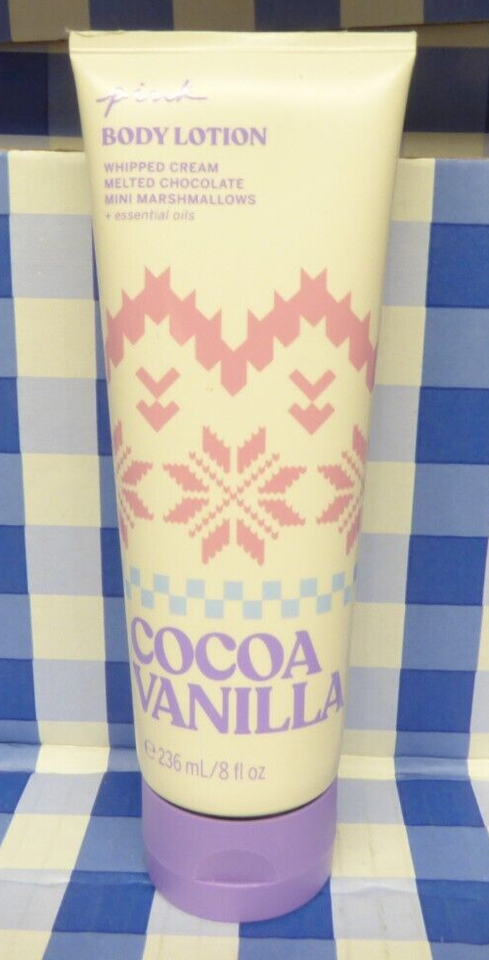 pink
BODY LOTION
WHIPPED CREAM
MELTED CHOCOLATE
MINI MARSHMALLOWS
+ essential oils
COCOA
VANILLA
℮ 236 mL/8 fl oz